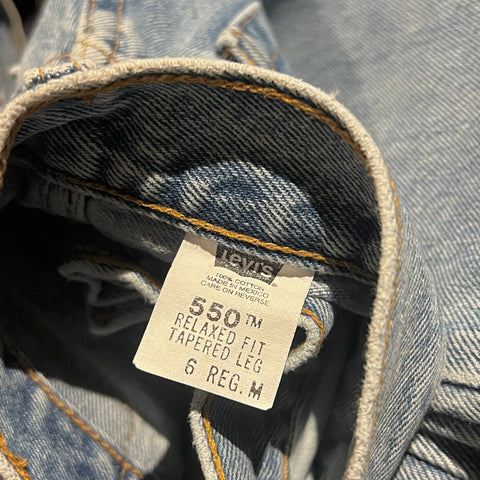 Levi's
100% COTTON
MADE IN MEXICO
CARE ON REVERSE
550™
RELAXED FIT
TAPERED LEG
6 REG. M